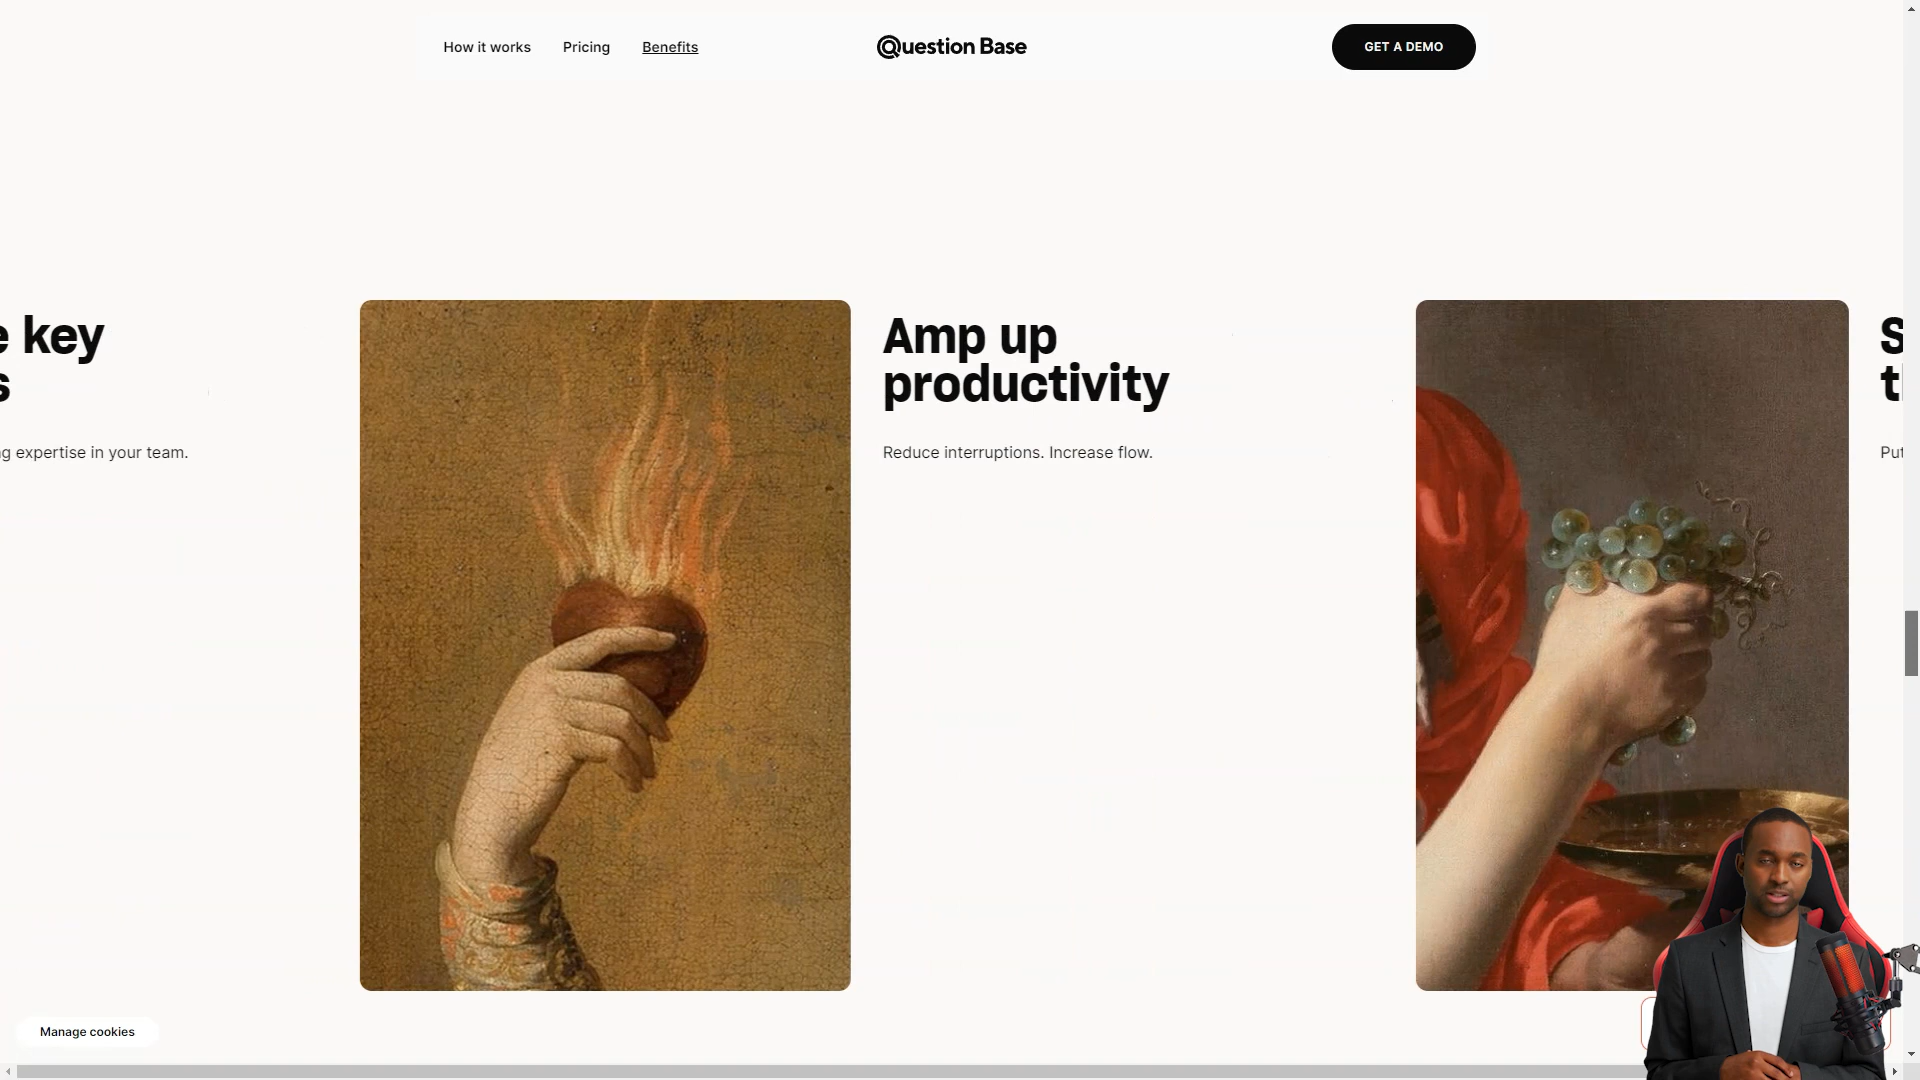 How it works
Pricing
Benefits
Question Base
GET A DEMO
key
Amp up
productivity
expertise in your team.
Reduce interruptions. Increase flow.
Manage cookies